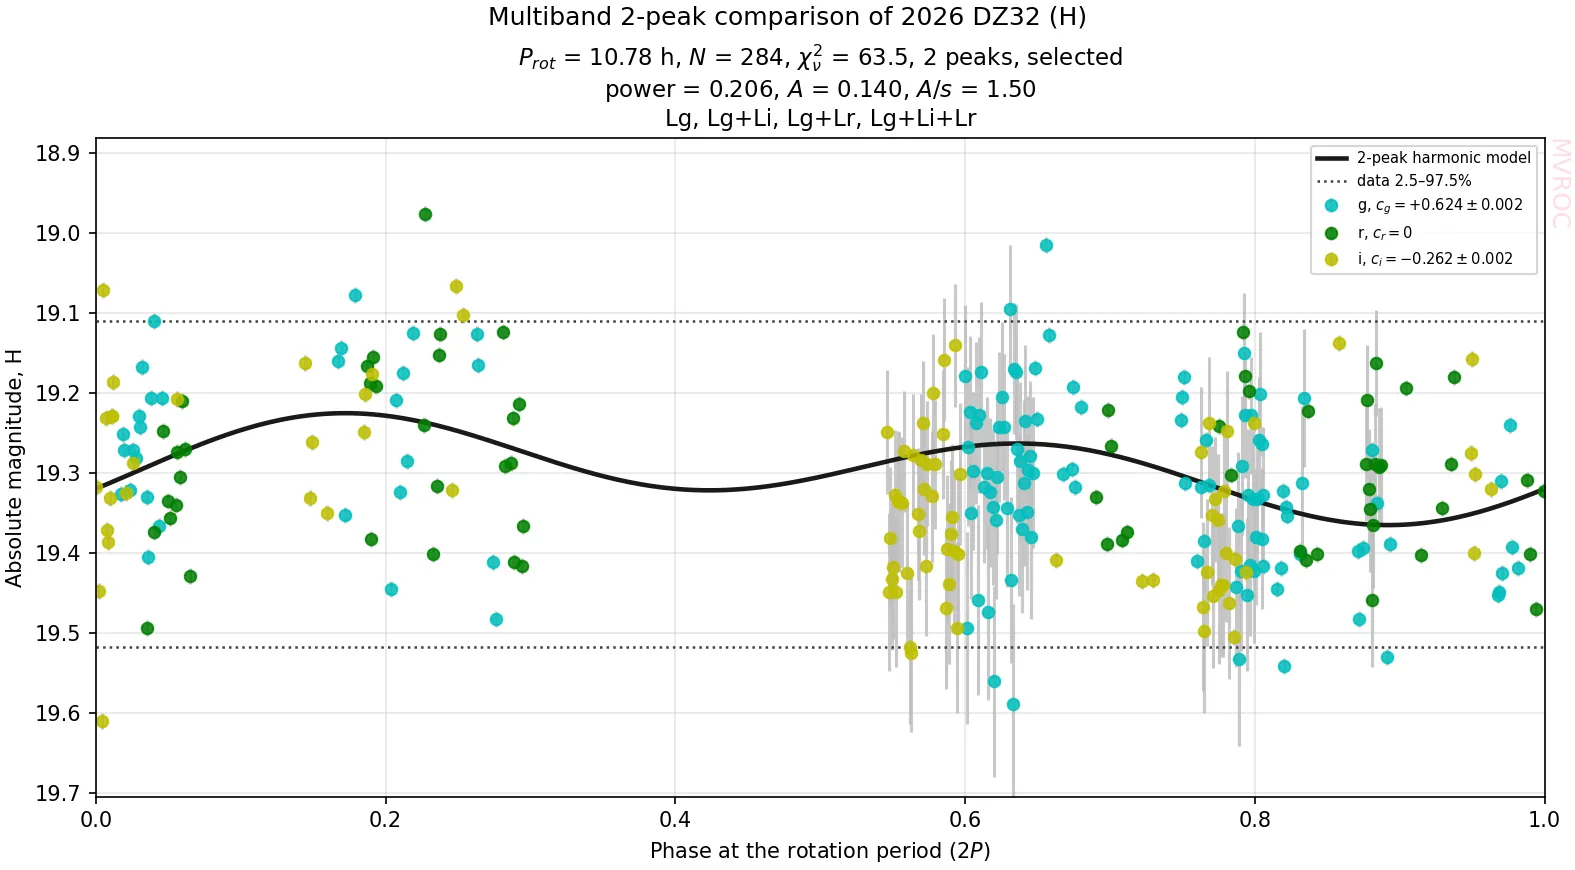 Multiband 2-peak comparison of 2026 DZ32 (H)
P_rot = 10.78 h, N = 284, χ²_ν = 63.5, 2 peaks, selected
power = 0.206, A = 0.140, A/s = 1.50
Lg, Lg+Li, Lg+Lr, Lg+Li+Lr
2-peak harmonic model
data 2.5–97.5%
g, c_g = +0.624 ± 0.002
r, c_r = 0
i, c_i = −0.262 ± 0.002
MVROC
Absolute magnitude, H
18.9
19.0
19.1
19.2
19.3
19.4
19.5
19.6
19.7
0.0 0.2 0.4 0.6 0.8 1.0
Phase at the rotation period (2P)